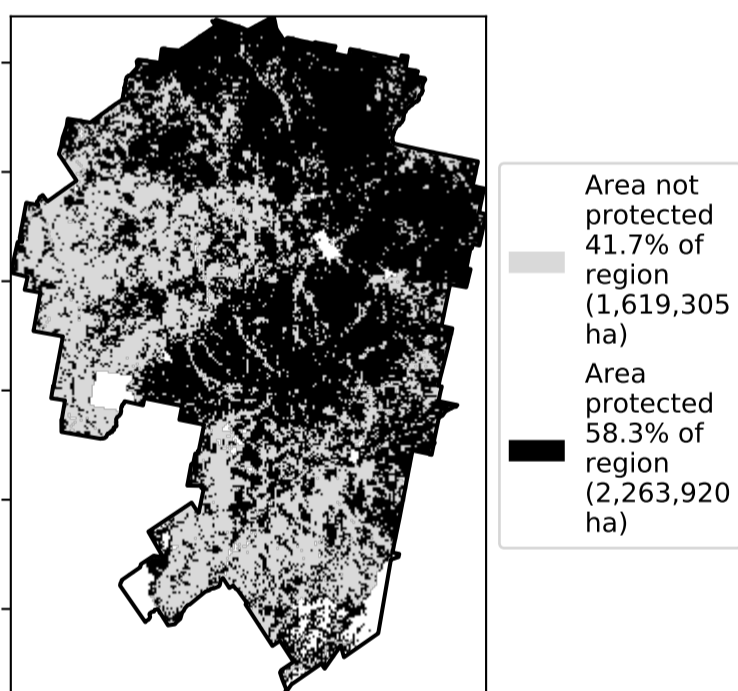 Area not
protected
41.7% of
region
(1,619,305
ha)
Area
protected
58.3% of
region
(2,263,920
ha)